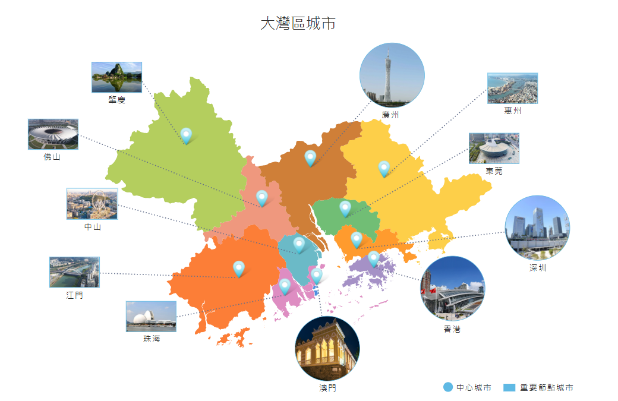 大灣區城市
肇慶
廣州
惠州
佛山
東莞
中山
深圳
江門
香港
珠海
澳門
中心城市
重要節點城市